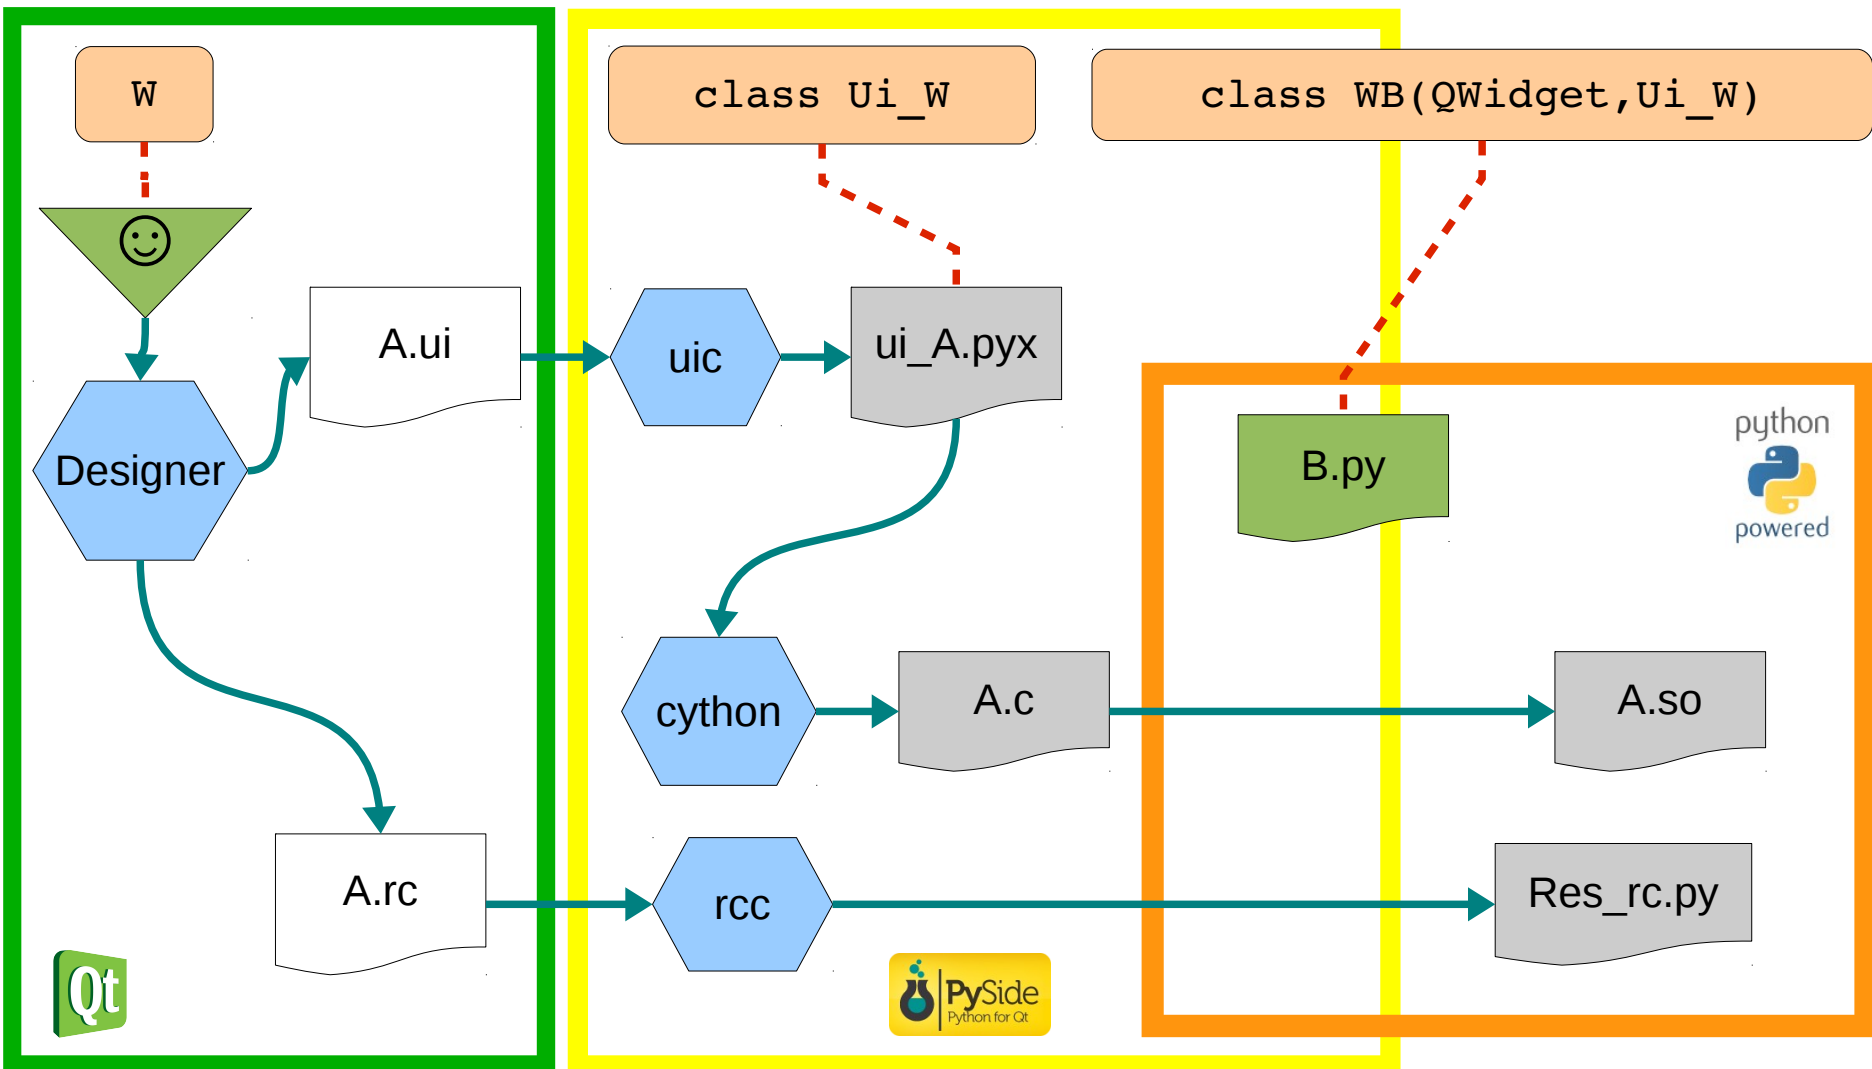 W
class Ui_W
class WB(QWidget,Ui_W)
A.ui
uic
ui_A.pyx
Designer
B.py
python
powered
cython
A.c
A.so
A.rc
rcc
Res_rc.py
Qt
PySide
Python for Qt